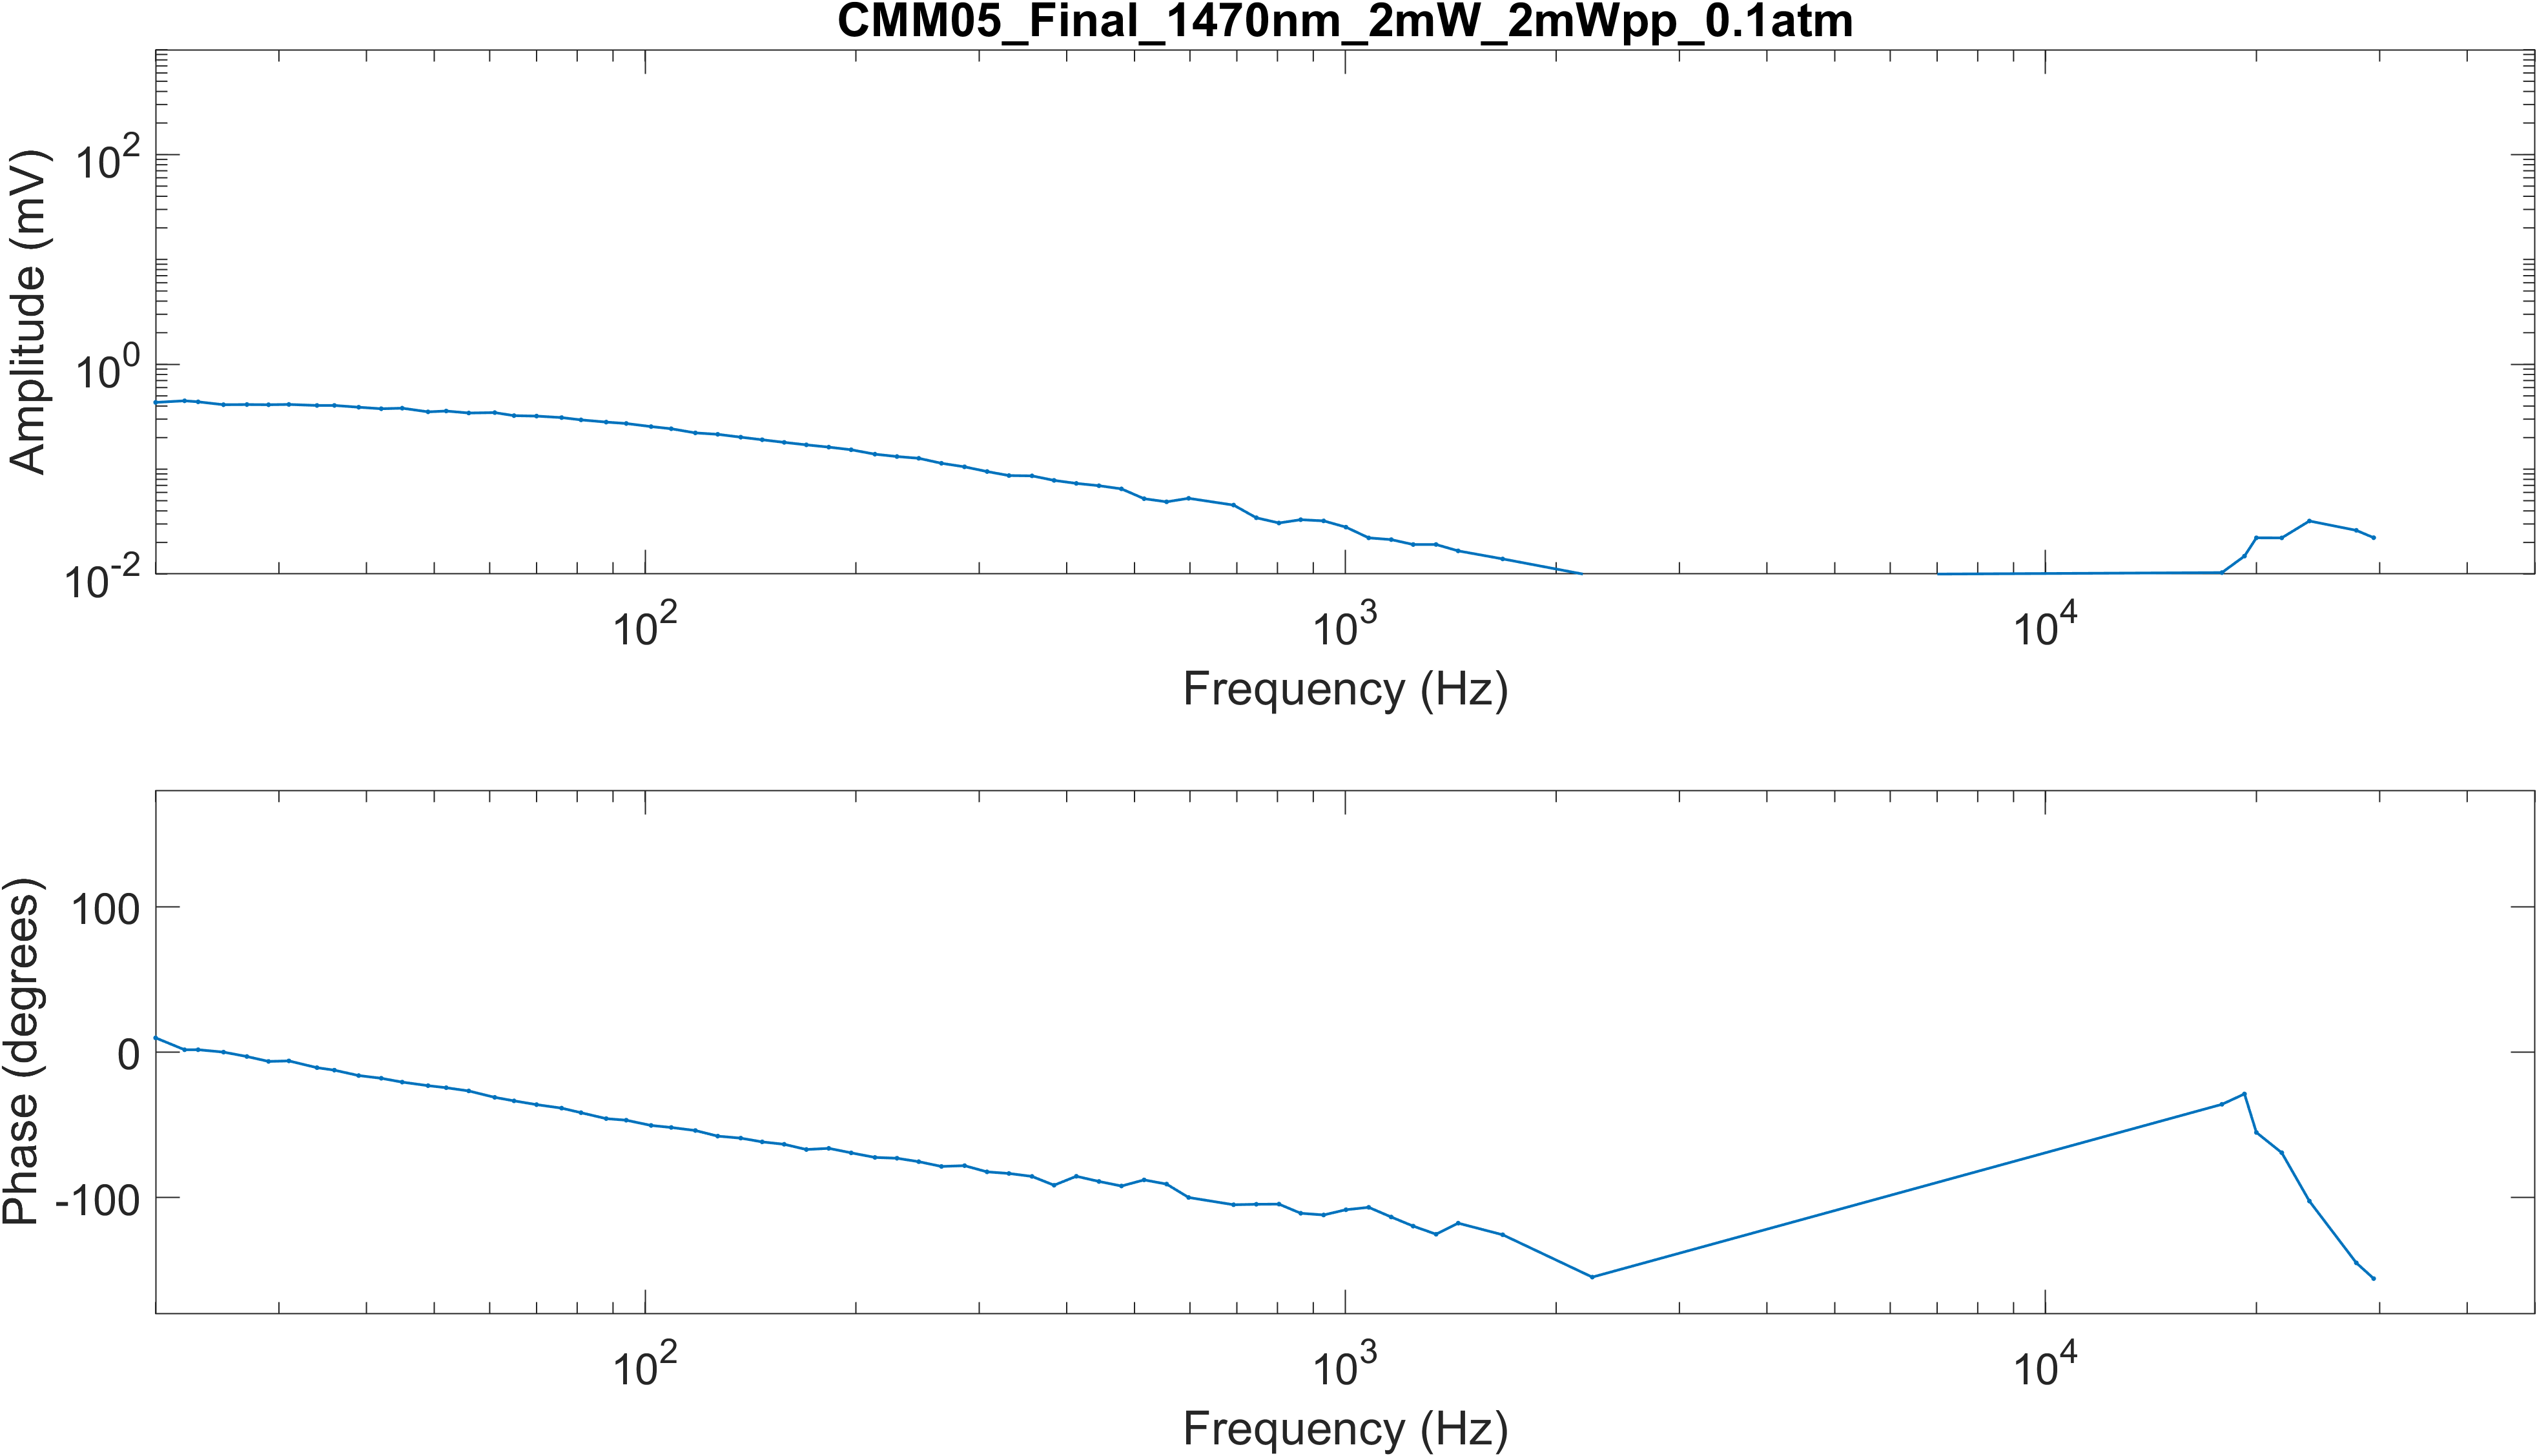 CMM05_Final_1470nm_2mW_2mWpp_0.1atm
Amplitude (mV)
10^2
10^0
10^-2
10^2 10^3 10^4
Frequency (Hz)
Phase (degrees)
100
0
-100
10^2 10^3 10^4
Frequency (Hz)